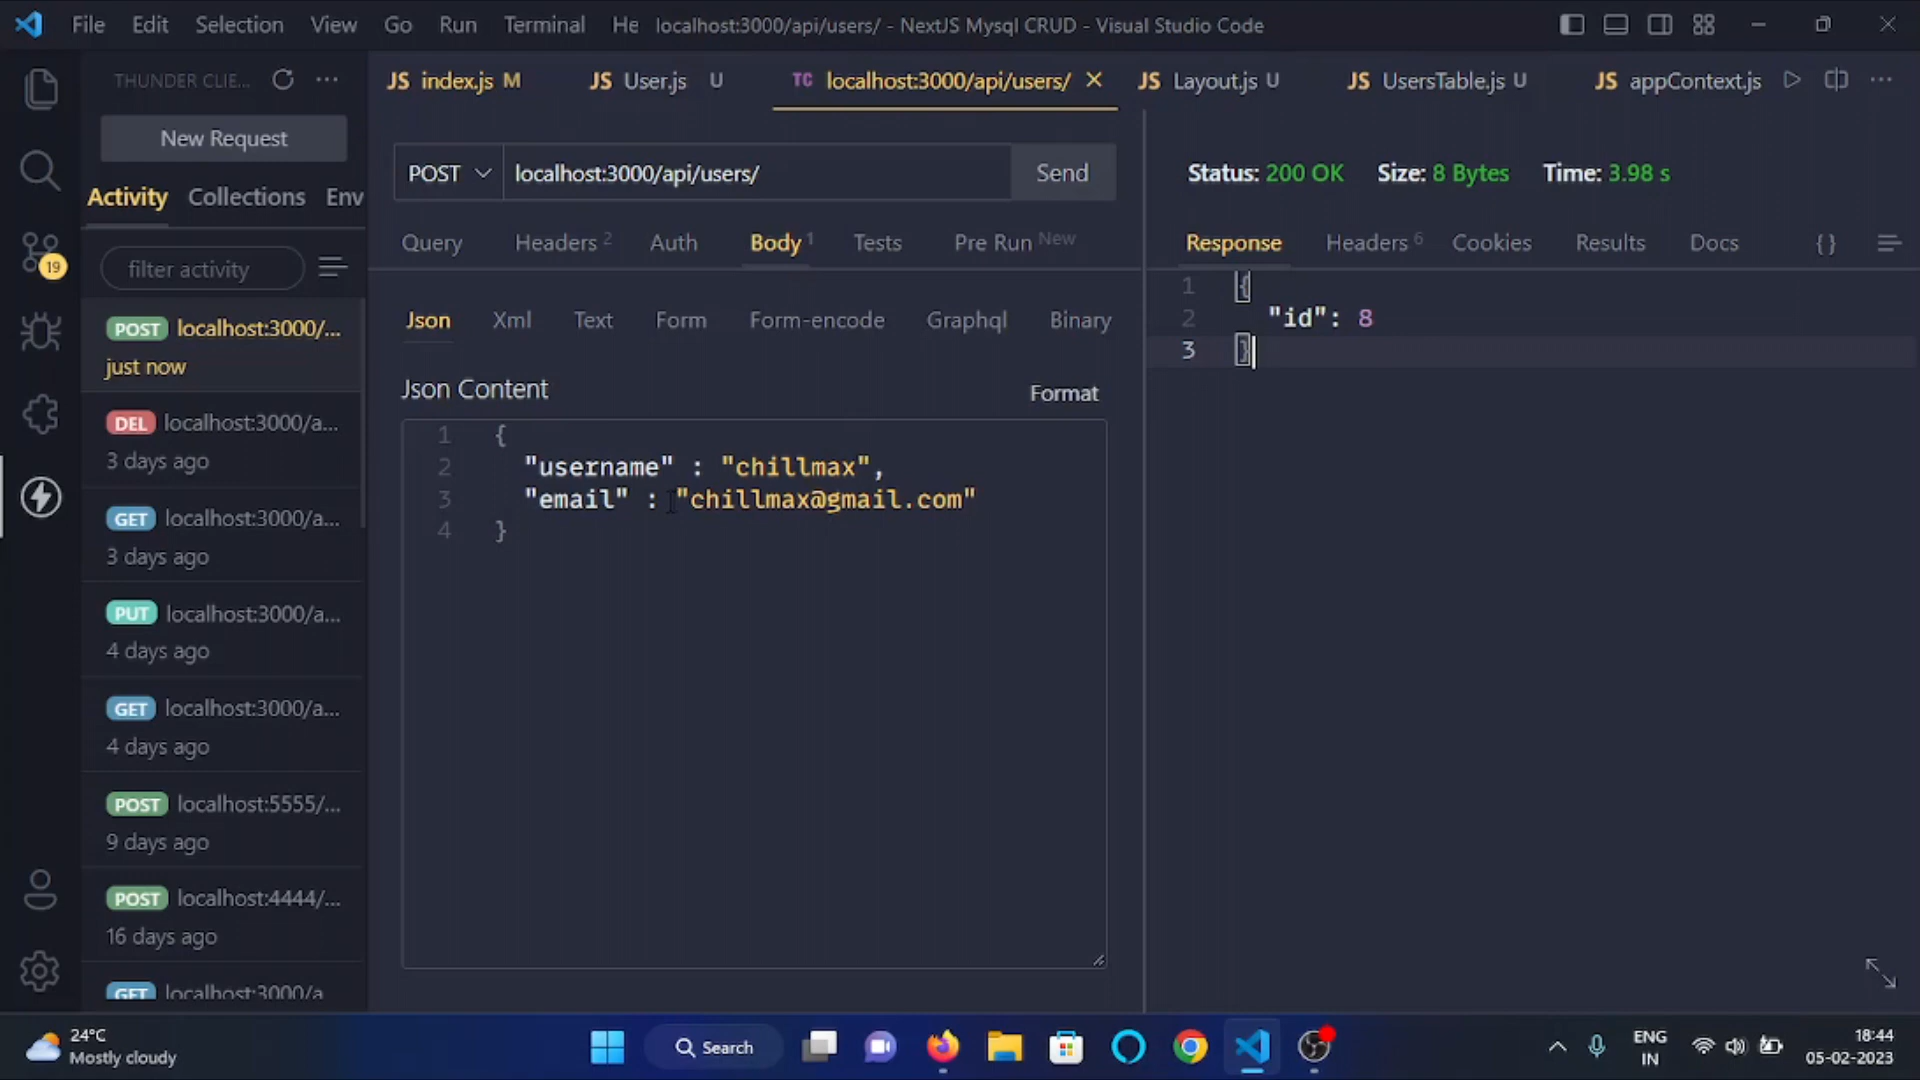 File Edit Selection View Go Run Terminal He localhost:3000/api/users/ - NextJS Mysql CRUD - Visual Studio Code
THUNDER CLIE...
JS index.js M JS User.js U TC localhost:3000/api/users/ JS Layout.js U JS UsersTable.js U JS appContext.js
New Request
Activity Collections Env
filter activity
19
POST localhost:3000/...
just now
DEL localhost:3000/a...
3 days ago
GET localhost:3000/a...
3 days ago
PUT localhost:3000/a...
4 days ago
GET localhost:3000/a...
4 days ago
POST localhost:5555/...
9 days ago
POST localhost:4444/...
16 days ago
GET localhost:3000/a
POST localhost:3000/api/users/ Send
Query Headers 2 Auth Body 1 Tests Pre Run New
Json Xml Text Form Form-encode Graphql Binary
Json Content Format
1 {
2 "username" : "chillmax",
3 "email" : "chillmax@gmail.com"
4 }
Status: 200 OK Size: 8 Bytes Time: 3.98 s
Response Headers 6 Cookies Results Docs { }
1 {
2 "id": 8
3 }
24°C
Mostly cloudy
Search
ENG
IN
18:44
05-02-2023